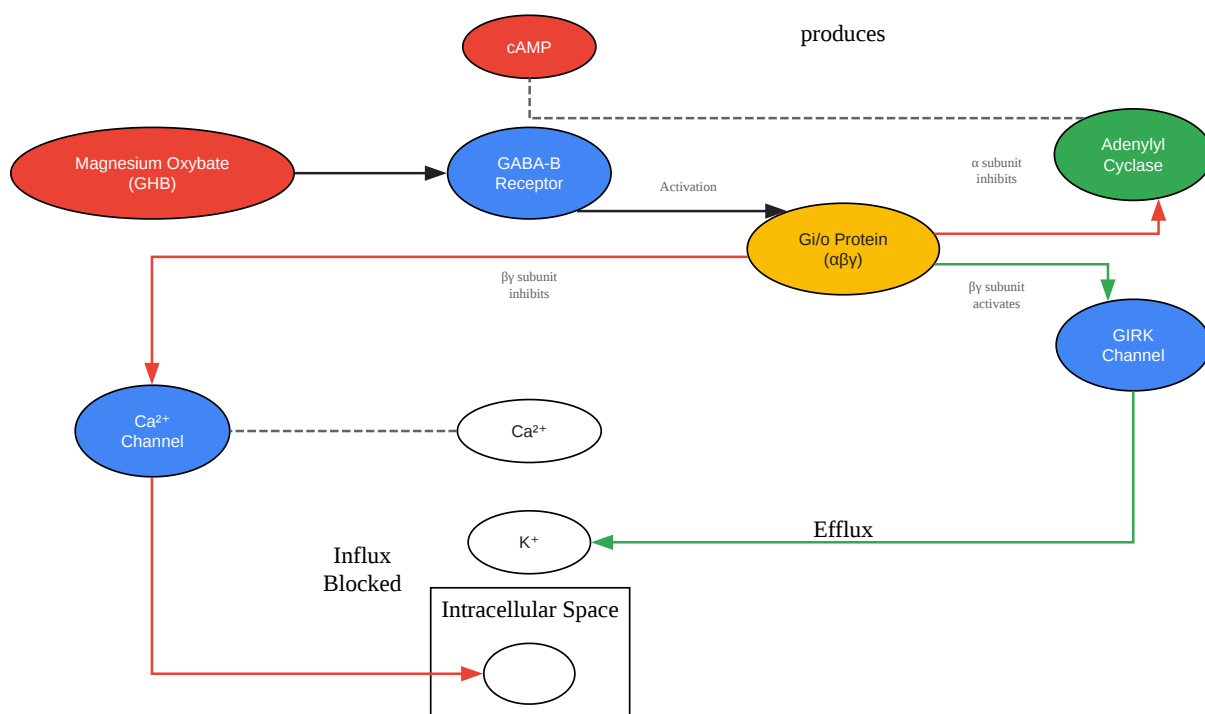 produces
cAMP
Magnesium Oxybate
(GHB)
GABA-B
Receptor
Activation
α subunit
inhibits
Adenylyl
Cyclase
Gi/o Protein
(αβγ)
βγ subunit
inhibits
βγ subunit
activates
GIRK
Channel
Ca²⁺
Channel
Ca²⁺
K⁺
Efflux
Influx
Blocked
Intracellular Space